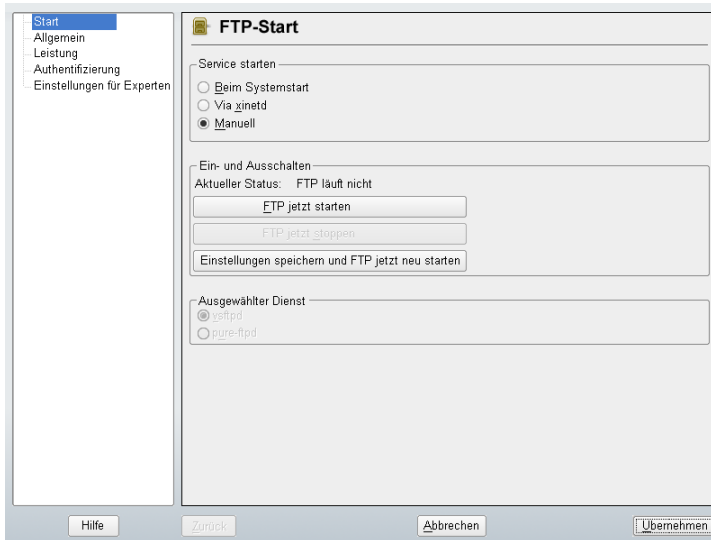 Start
Allgemein
Leistung
Authentifizierung
Einstellungen für Experten
FTP-Start
Service starten
Beim Systemstart
Via xinetd
Manuell
Ein- und Ausschalten
Aktueller Status: FTP läuft nicht
FTP jetzt starten
FTP jetzt stoppen
Einstellungen speichern und FTP jetzt neu starten
Ausgewählter Dienst
vsftpd
pure-ftpd
Hilfe
Zurück
Abbrechen
Übernehmen